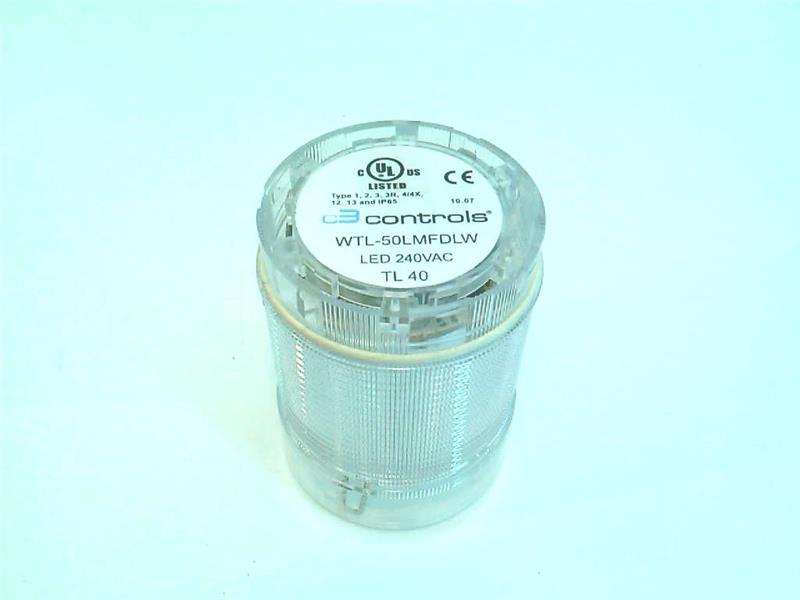 C UL US CE
LISTED
Type 1, 2, 3, 3R, 4/4X,
12, 13 and IP65 10.07
c3controls®
WTL-50LMFDLW
LED 240VAC
TL 40